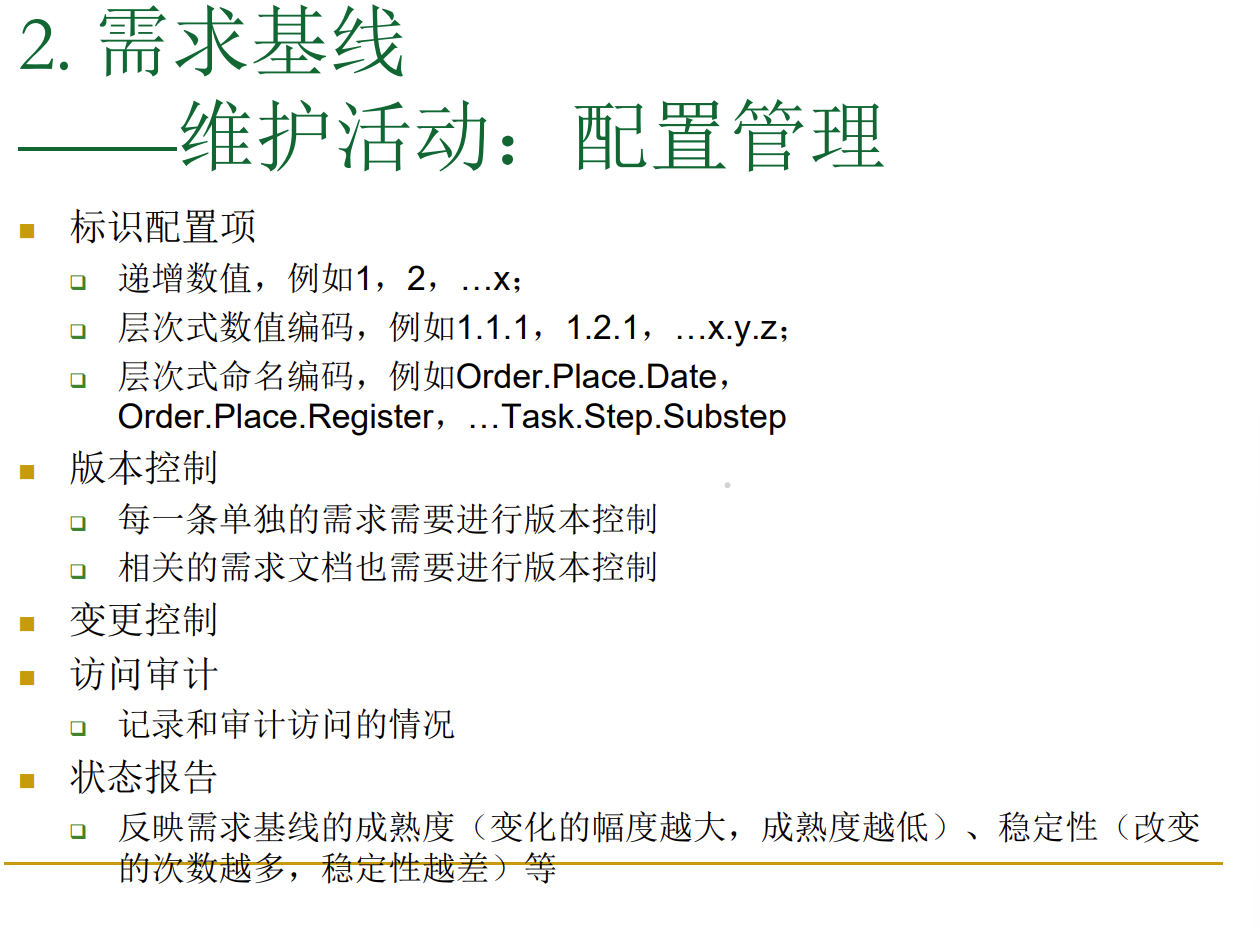 2. 需求基线
——维护活动：配置管理
标识配置项
递增数值，例如1，2，…x；
层次式数值编码，例如1.1.1，1.2.1，…x.y.z；
层次式命名编码，例如Order.Place.Date，
Order.Place.Register，…Task.Step.Substep
版本控制
每一条单独的需求需要进行版本控制
相关的需求文档也需要进行版本控制
变更控制
访问审计
记录和审计访问的情况
状态报告
反映需求基线的成熟度（变化的幅度越大，成熟度越低）、稳定性（改变
的次数越多，稳定性越差）等